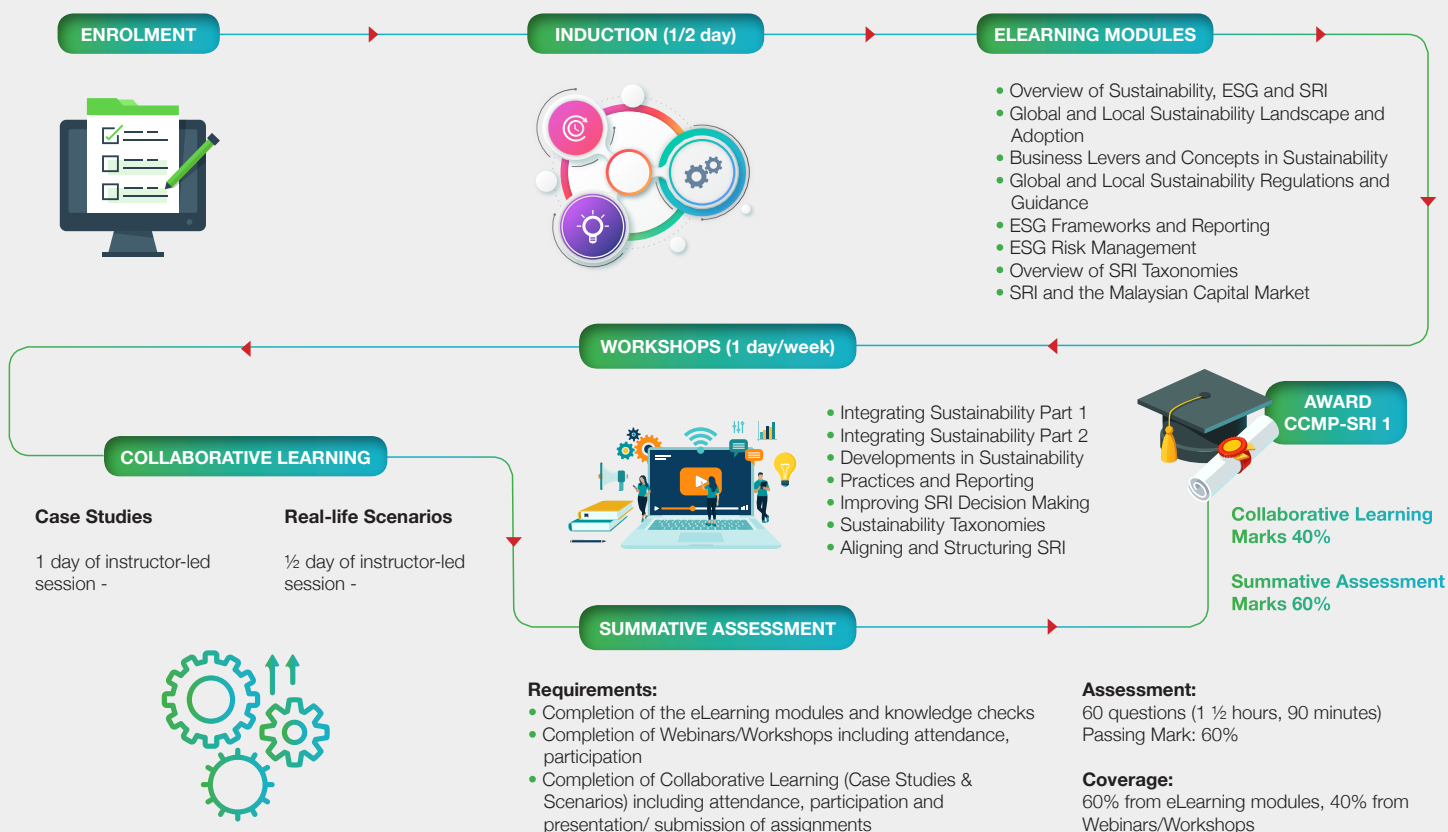 ENROLMENT
INDUCTION (1/2 day)
ELEARNING MODULES
• Overview of Sustainability, ESG and SRI
• Global and Local Sustainability Landscape and
Adoption
• Business Levers and Concepts in Sustainability
• Global and Local Sustainability Regulations and
Guidance
• ESG Frameworks and Reporting
• ESG Risk Management
• Overview of SRI Taxonomies
• SRI and the Malaysian Capital Market
WORKSHOPS (1 day/week)
• Integrating Sustainability Part 1
• Integrating Sustainability Part 2
• Developments in Sustainability
• Practices and Reporting
• Improving SRI Decision Making
• Sustainability Taxonomies
• Aligning and Structuring SRI
COLLABORATIVE LEARNING
Case Studies
1 day of instructor-led
session -
Real-life Scenarios
½ day of instructor-led
session -
SUMMATIVE ASSESSMENT
Requirements:
• Completion of the eLearning modules and knowledge checks
• Completion of Webinars/Workshops including attendance,
participation
• Completion of Collaborative Learning (Case Studies &
Scenarios) including attendance, participation and
presentation/ submission of assignments
Assessment:
60 questions (1 ½ hours, 90 minutes)
Passing Mark: 60%
Coverage:
60% from eLearning modules, 40% from
Webinars/Workshops
AWARD
CCMP-SRI 1
Collaborative Learning
Marks 40%
Summative Assessment
Marks 60%